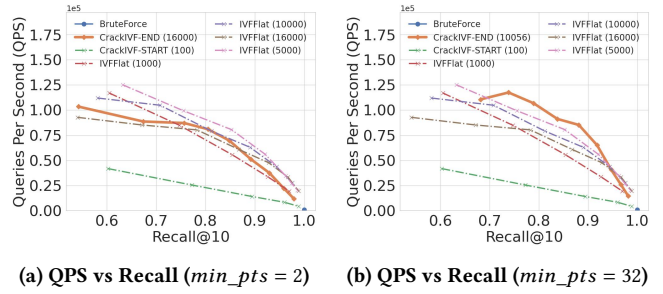 1e5
BruteForce
CrackIVF-END (16000)
CrackIVF-START (100)
IVFFlat (1000)
IVFFlat (10000)
IVFFlat (16000)
IVFFlat (5000)
Queries Per Second (QPS)
1.75
1.50
1.25
1.00
0.75
0.50
0.25
0.00
0.6 0.7 0.8 0.9 1.0
Recall@10
(a) QPS vs Recall (min_pts = 2)
1e5
BruteForce
CrackIVF-END (10056)
CrackIVF-START (100)
IVFFlat (1000)
IVFFlat (10000)
IVFFlat (16000)
IVFFlat (5000)
Queries Per Second (QPS)
1.75
1.50
1.25
1.00
0.75
0.50
0.25
0.00
0.6 0.7 0.8 0.9 1.0
Recall@10
(b) QPS vs Recall (min_pts = 32)